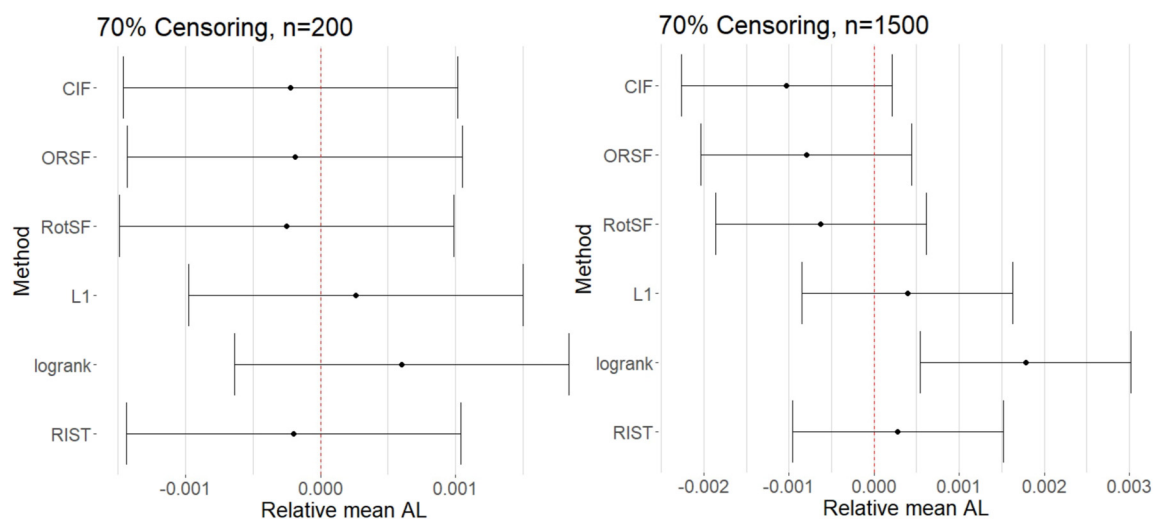 70% Censoring, n=200
Method
CIF
ORSF
RotSF
L1
logrank
RIST
-0.001 0.000 0.001
Relative mean AL
70% Censoring, n=1500
Method
CIF
ORSF
RotSF
L1
logrank
RIST
-0.002 -0.001 0.000 0.001 0.002 0.003
Relative mean AL